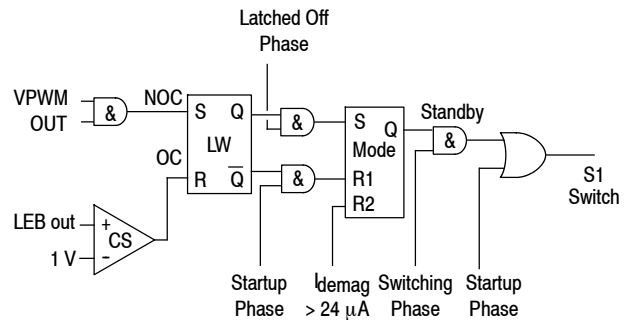 Latched Off
Phase
VPWM
OUT
&
NOC
S
Q
LW
OC
R
Q̅
&
&
S
Q
Mode
R1
R2
Standby
&
S1
Switch
LEB out
+
CS
1 V
−
Startup
Phase
Idemag
> 24 μA
Switching
Phase
Startup
Phase